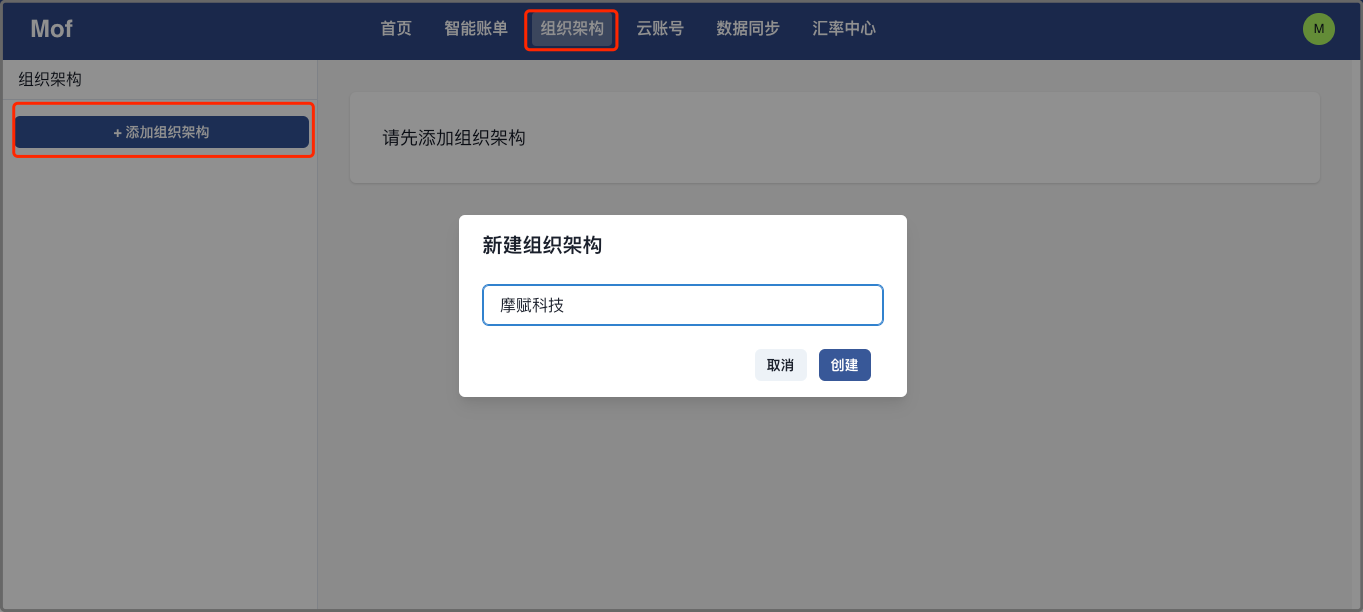 Mof
首页 智能账单 组织架构 云账号 数据同步 汇率中心 M
组织架构
+ 添加组织架构
请先添加组织架构
新建组织架构
摩赋科技
取消 创建